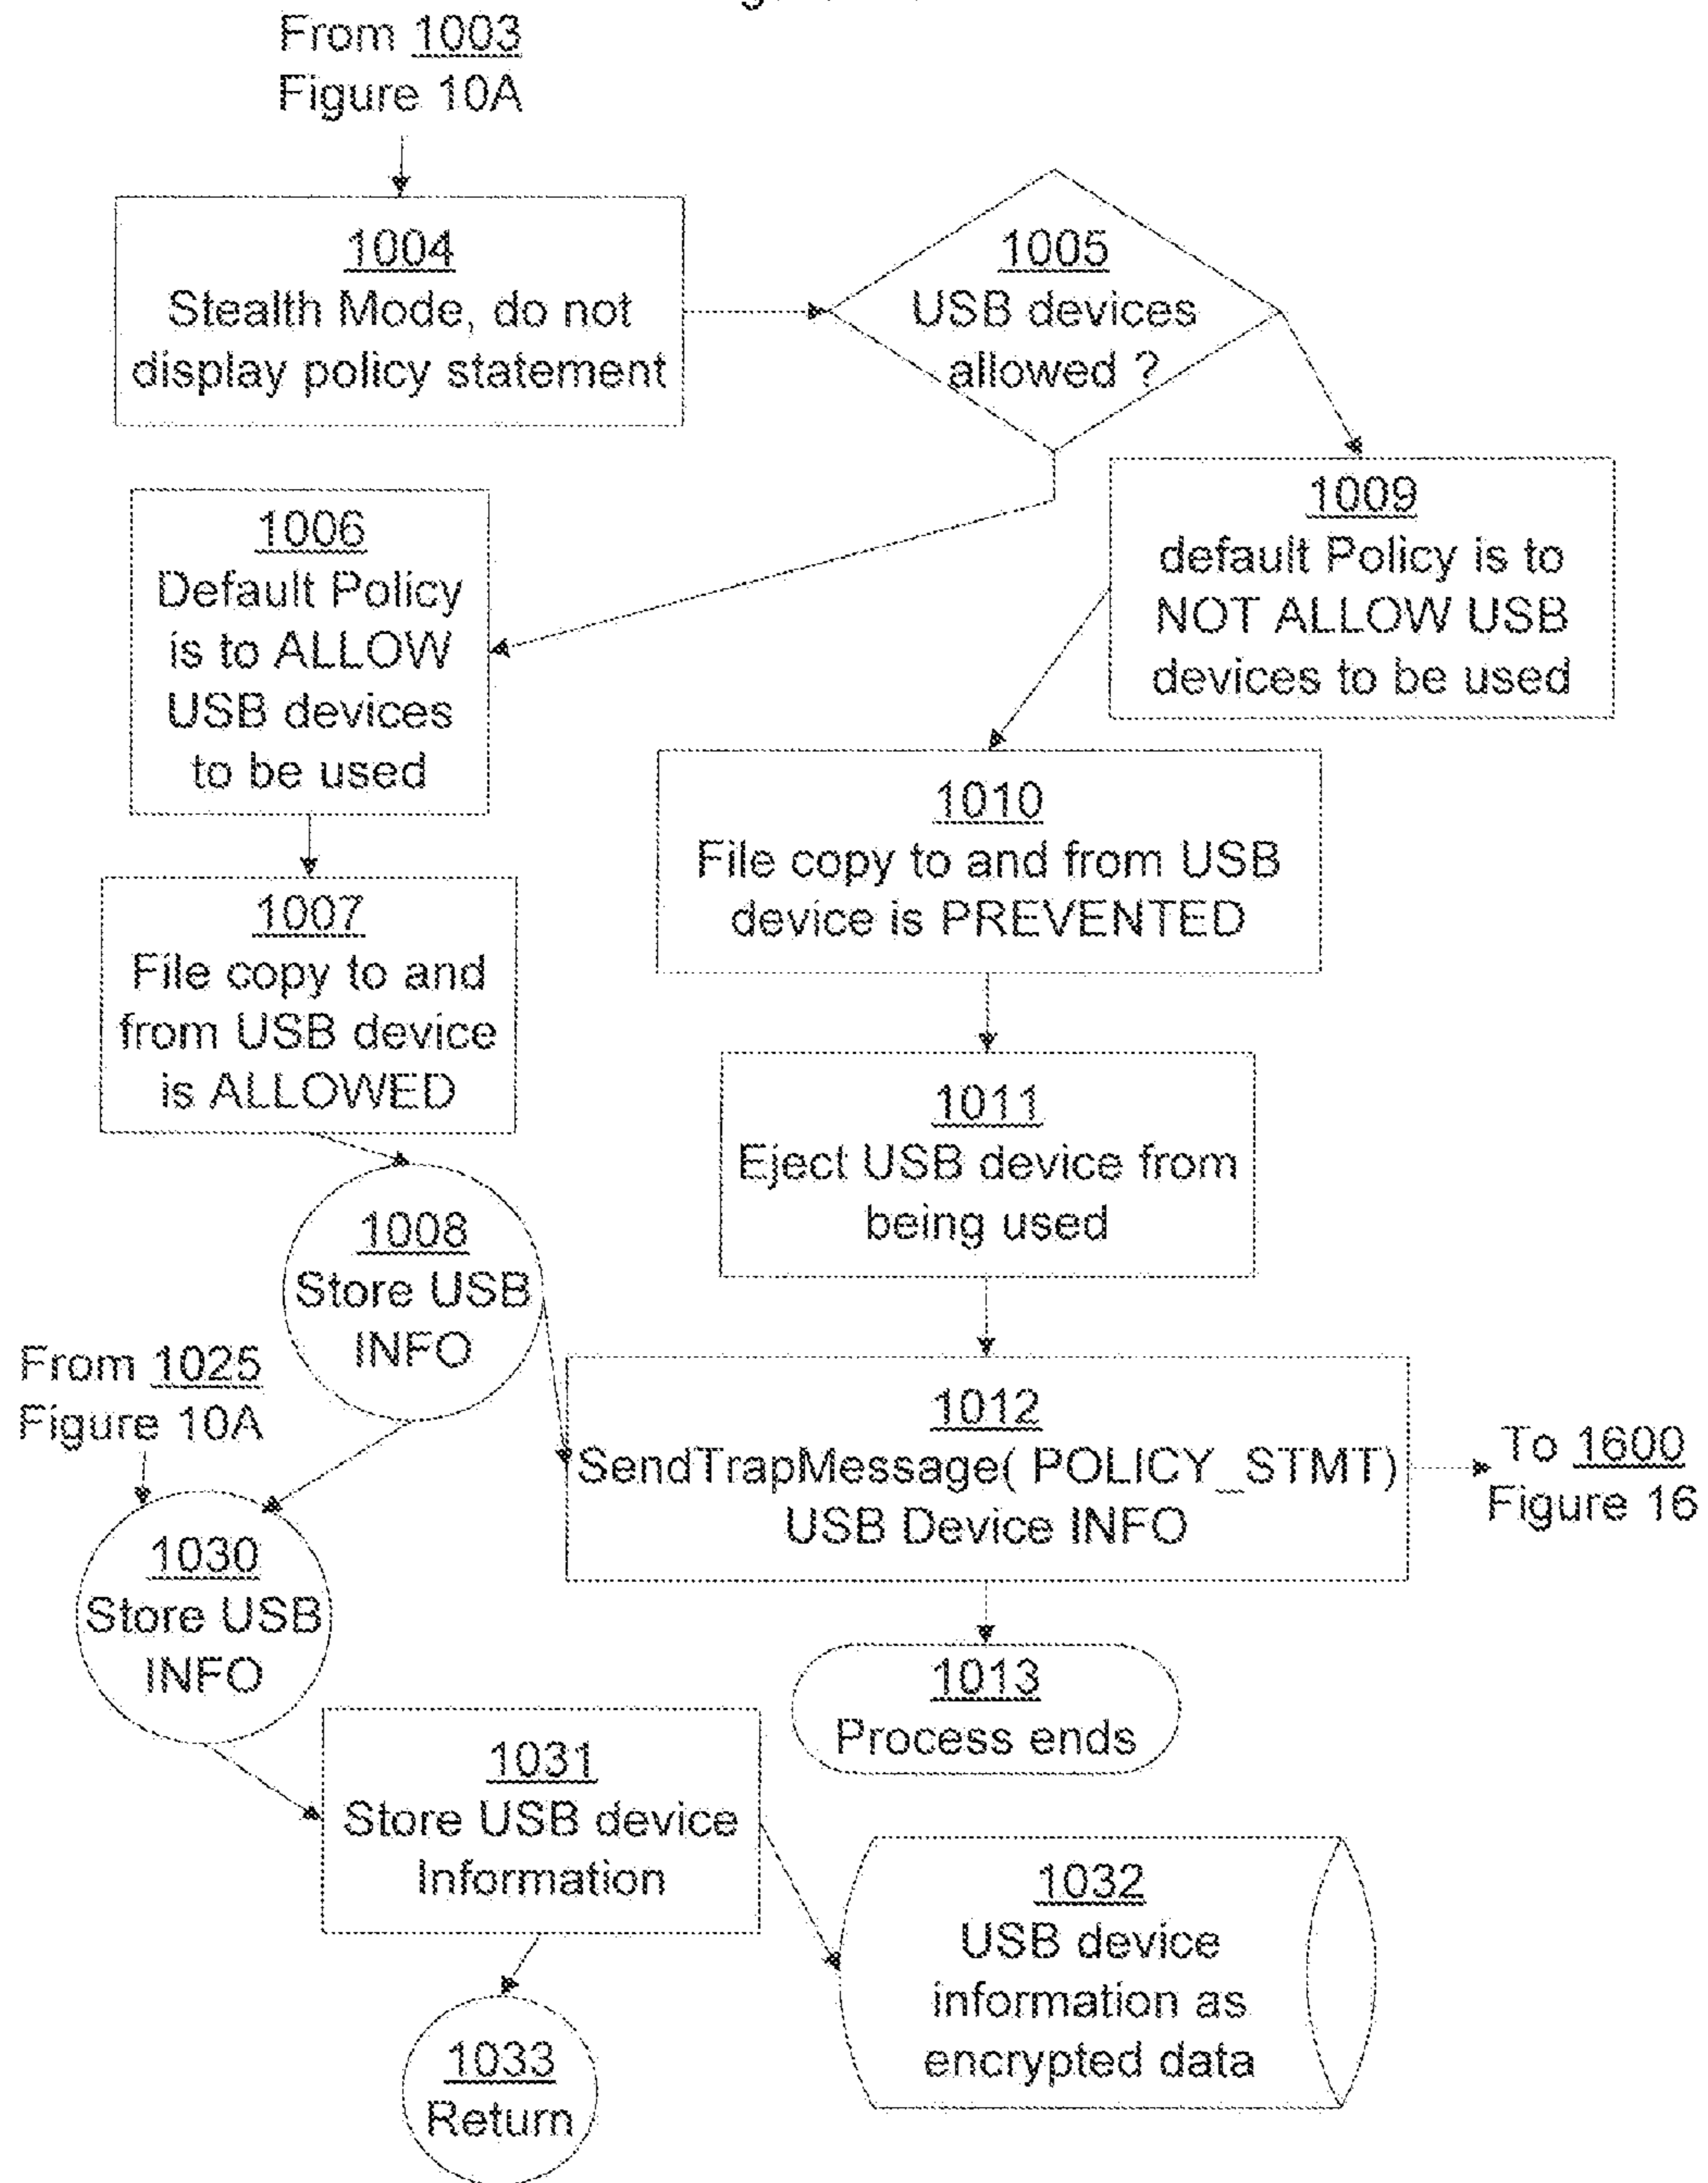 From 1003
Figure 10A
1004
Stealth Mode, do not
display policy statement
1005
USB devices
allowed ?
1006
Default Policy
is to ALLOW
USB devices
to be used
1009
default Policy is to
NOT ALLOW USB
devices to be used
1007
File copy to and
from USB device
is ALLOWED
1010
File copy to and from USB
device is PREVENTED
1011
Eject USB device from
being used
1008
Store USB
INFO
From 1025
Figure 10A
1012
SendTrapMessage( POLICY_STMT)
USB Device INFO
To 1600
Figure 16
1030
Store USB
INFO
1013
Process ends
1031
Store USB device
Information
1032
USB device
information as
encrypted data
1033
Return